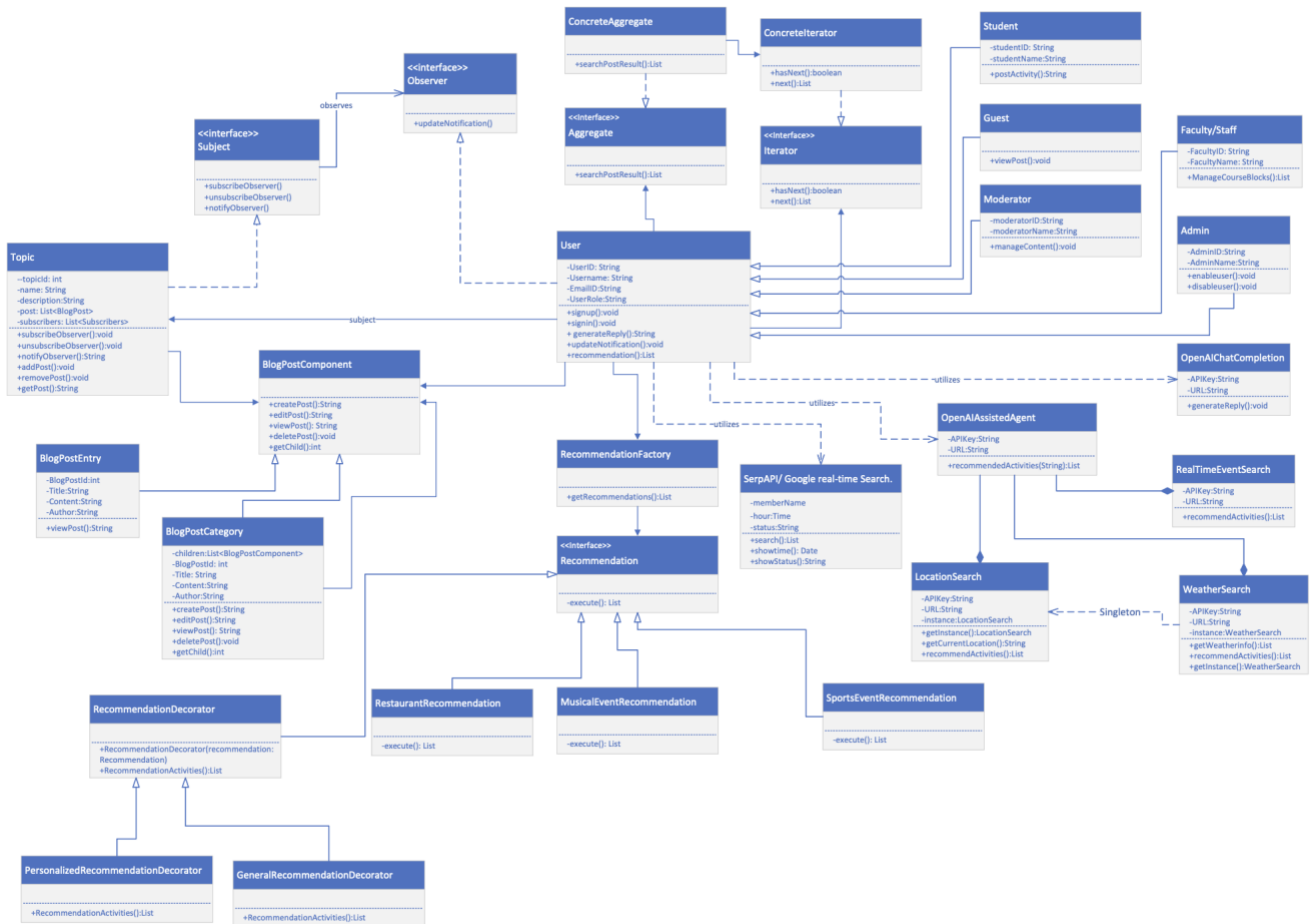 ConcreteAggregate
+searchPostResult():List
ConcreteIterator
+hasNext():boolean
+next():List
Student
-studentID: String
-studentName:String
+postActivity():String
<<interface>>
Observer
+updateNotification()
observes
<<interface>>
Subject
+subscribeObserver()
+unsubscribeObserver()
+notifyObserver()
<<Interface>>
Aggregate
+searchPostResult():List
<<Interface>>
Iterator
+hasNext():boolean
+next():List
Guest
+viewPost():void
Faculty/Staff
-FacultyID: String
-FacultyName: String
+ManageCourseBlocks():List
Moderator
-moderatorID:String
-moderatorName:String
+manageContent():void
Admin
-AdminID:String
-AdminName:String
+enableuser():void
+disableuser():void
Topic
--topicId: int
-name: String
-description:String
-post: List<BlogPost>
-subscribers: List<Subscribers>
+subscribeObserver():void
+unsubscribeObserver():void
+notifyObserver():String
+addPost():void
+removePost():void
+getPost():String
subject
User
-UserID: String
-Username: String
-EmailID:String
-UserRole:String
+signup():void
+signin():void
+ generateReply():String
+updateNotification():void
+recommendation():List
BlogPostComponent
+createPost():String
+editPost():String
+viewPost(): String
+deletePost():void
+getChild():int
utilizes
utilizes
utilizes
OpenAIChatCompletion
-APIKey:String
-URL:String
+generateReply():void
OpenAIAssistedAgent
-APIKey:String
-URL:String
+recommendedActivities(String):List
BlogPostEntry
-BlogPostId:int
-Title:String
-Content:String
-Author:String
+viewPost():String
RecommendationFactory
+getRecommendations():List
SerpAPI/ Google real-time Search.
-memberName
-hour:Time
-status:String
+search():List
+showtime(): Date
+showStatus():String
RealTimeEventSearch
-APIKey:String
-URL:String
+recommendActivities():List
BlogPostCategory
-children:List<BlogPostComponent>
-BlogPostId: int
-Title: String
-Content:String
-Author:String
+createPost():String
+editPost():String
+viewPost(): String
+deletePost():void
+getChild():int
<<Interface>>
Recommendation
-execute(): List
LocationSearch
-APIKey:String
-URL:String
-instance:LocationSearch
+getInstance():LocationSearch
+getCurrentLocation():String
+recommendActivities():List
Singleton
WeatherSearch
-APIKey:String
-URL:String
-instance:WeatherSearch
+getWeatherinfo():List
+recommendActivities():List
+getInstance():WeatherSearch
RecommendationDecorator
+RecommendationDecorator(recommendation:
Recommendation)
+RecommendationActivities():List
RestaurantRecommendation
-execute(): List
MusicalEventRecommendation
-execute(): List
SportsEventRecommendation
-execute(): List
PersonalizedRecommendationDecorator
+RecommendationActivities():List
GeneralRecommendationDecorator
+RecommendationActivities():List